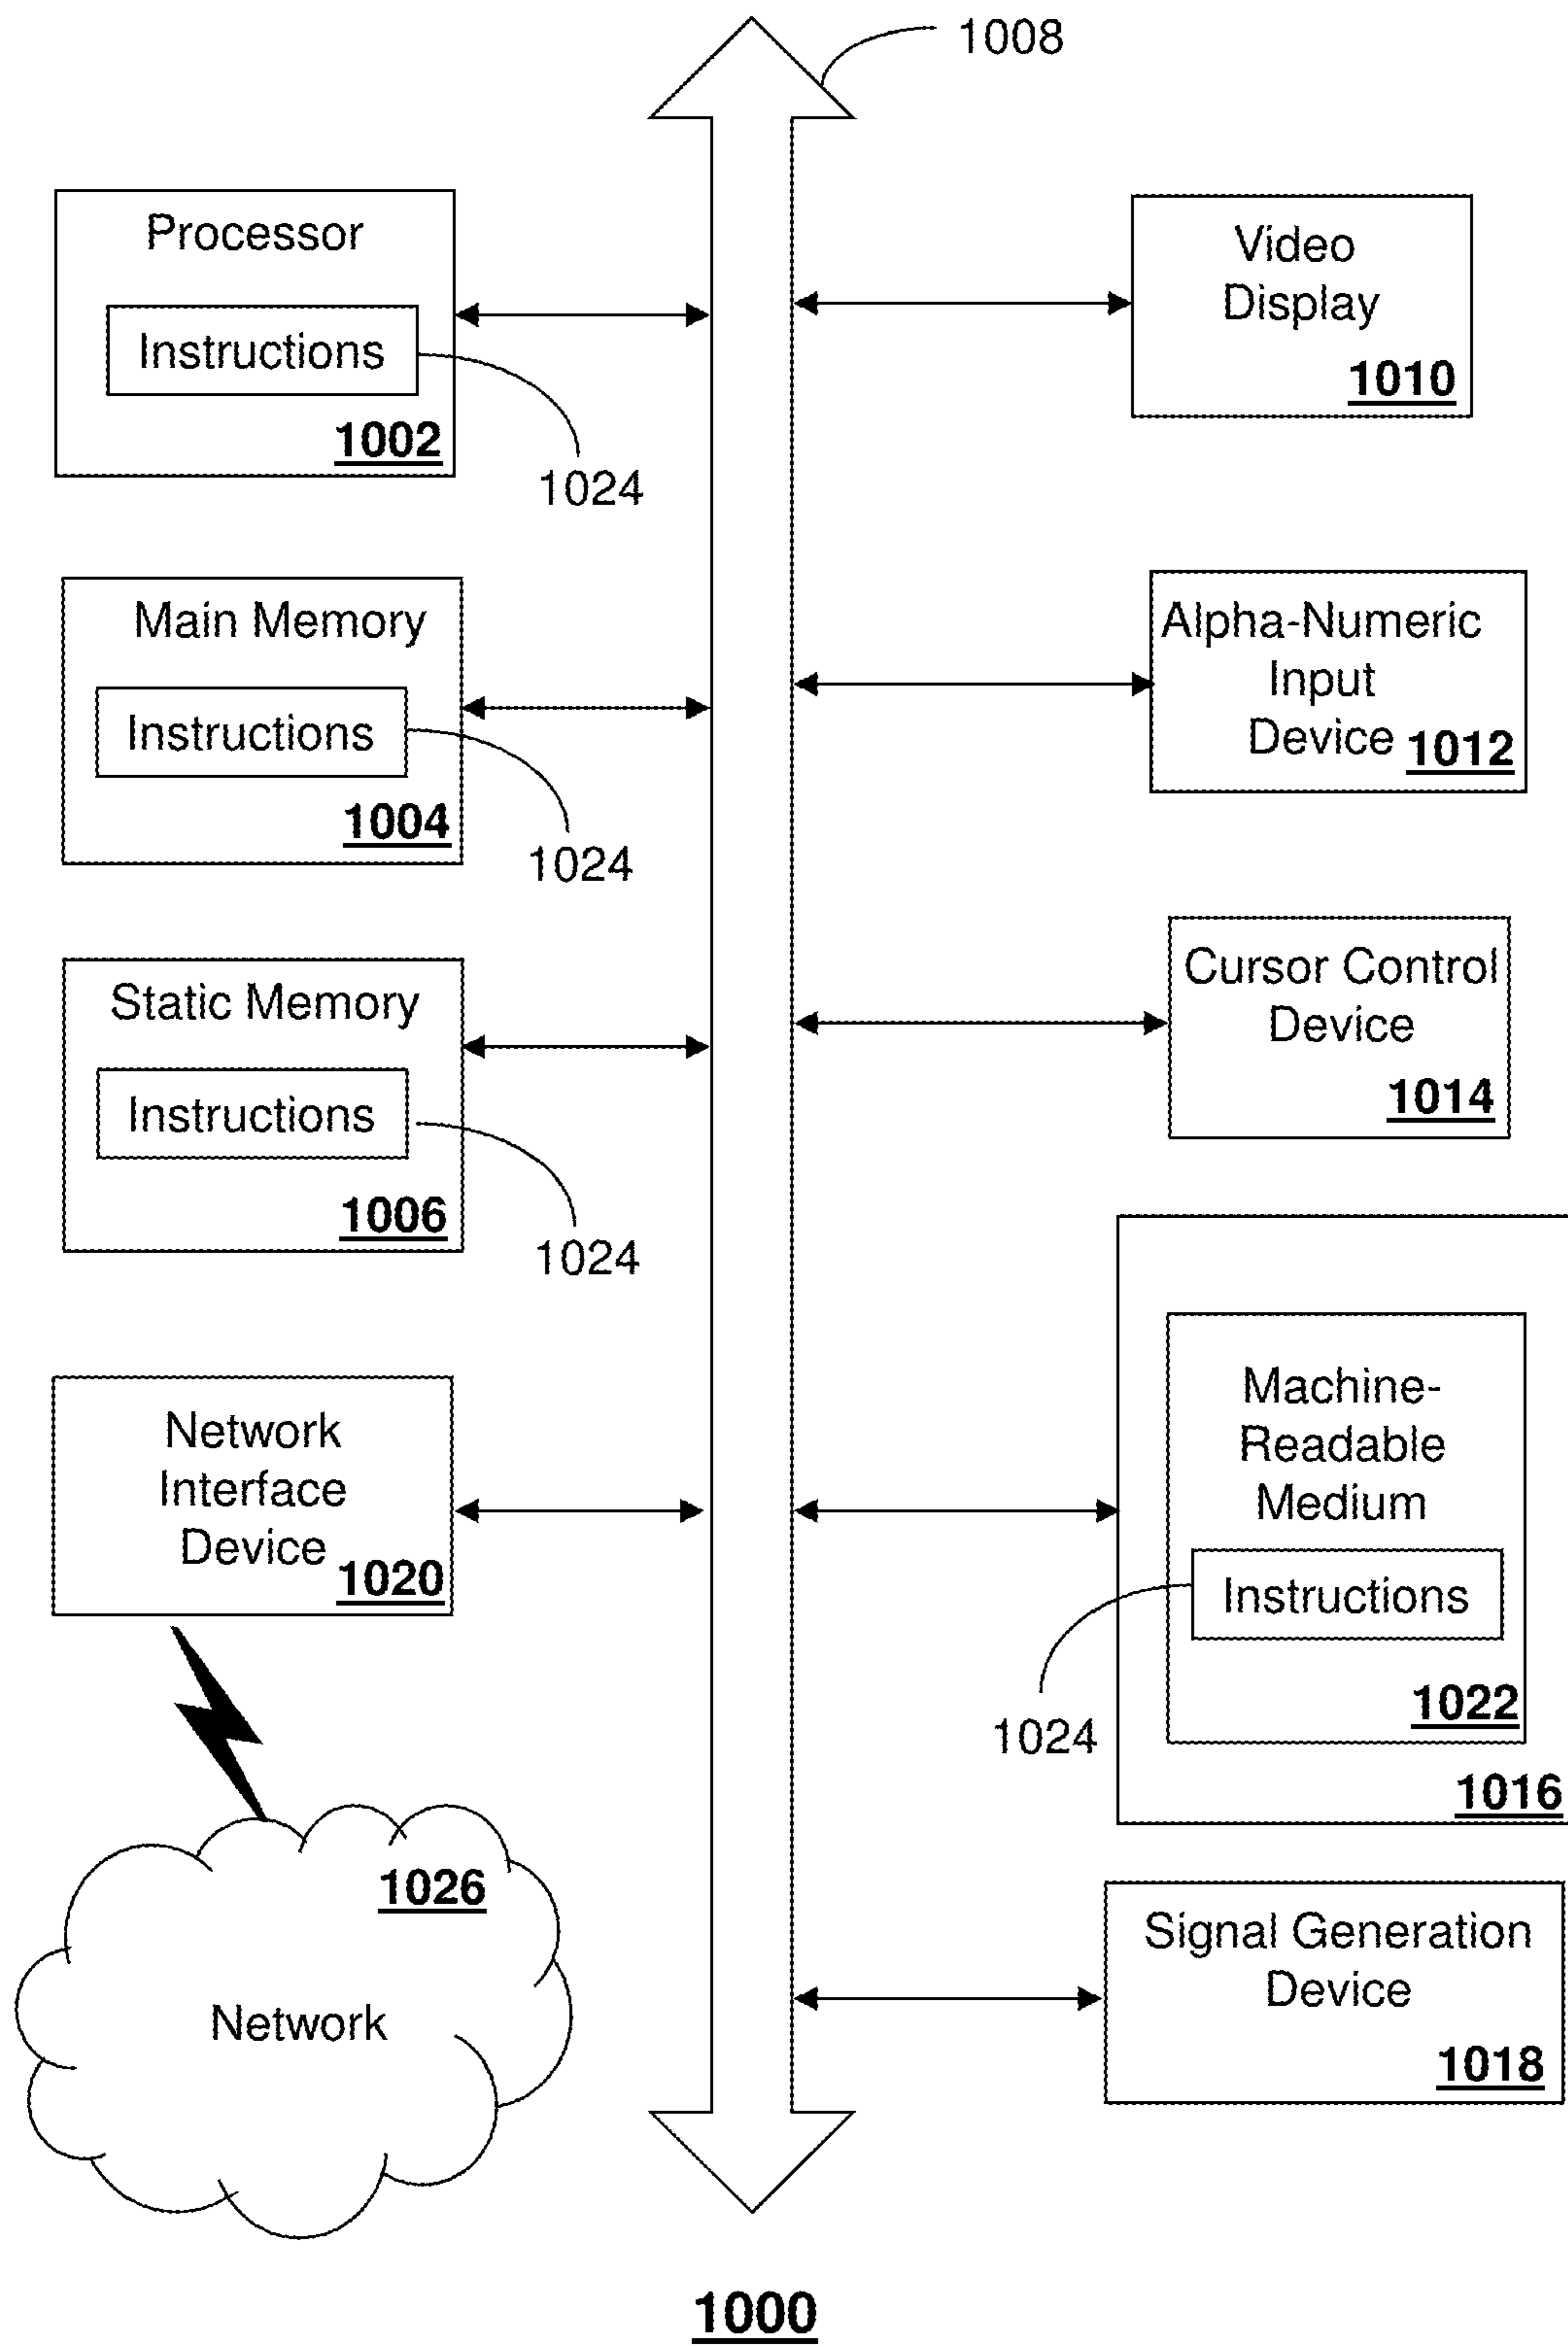 1008
Processor
Instructions
1002
1024
Main Memory
Instructions
1004
1024
Static Memory
Instructions
1006
1024
Network
Interface
Device
1020
1026
Network
Video
Display
1010
Alpha-Numeric
Input
Device 1012
Cursor Control
Device
1014
Machine-
Readable
Medium
Instructions
1024
1022
1016
Signal Generation
Device
1018
1000